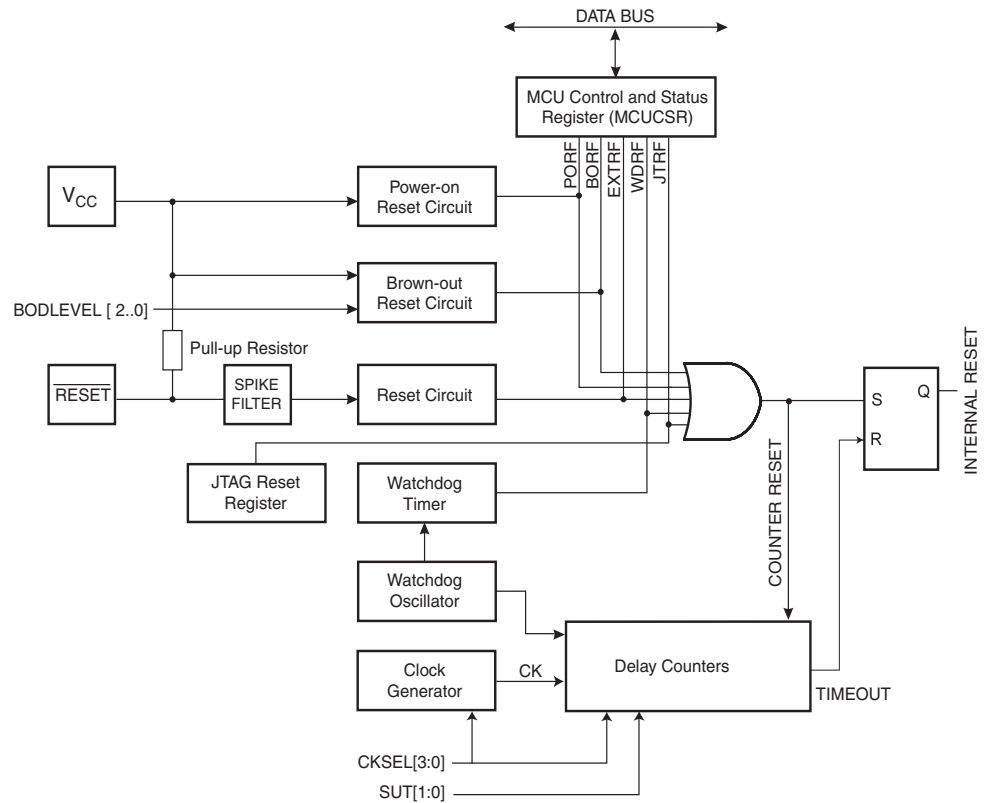 DATA BUS
MCU Control and Status
Register (MCUCSR)
PORF
BORF
EXTRF
WDRF
JTRF
VCC
Power-on
Reset Circuit
Brown-out
Reset Circuit
BODLEVEL [ 2..0]
Pull-up Resistor
RESET
SPIKE
FILTER
Reset Circuit
JTAG Reset
Register
Watchdog
Timer
Watchdog
Oscillator
Clock
Generator
CK
CKSEL[3:0]
SUT[1:0]
Delay Counters
TIMEOUT
COUNTER RESET
S
R
Q
INTERNAL RESET